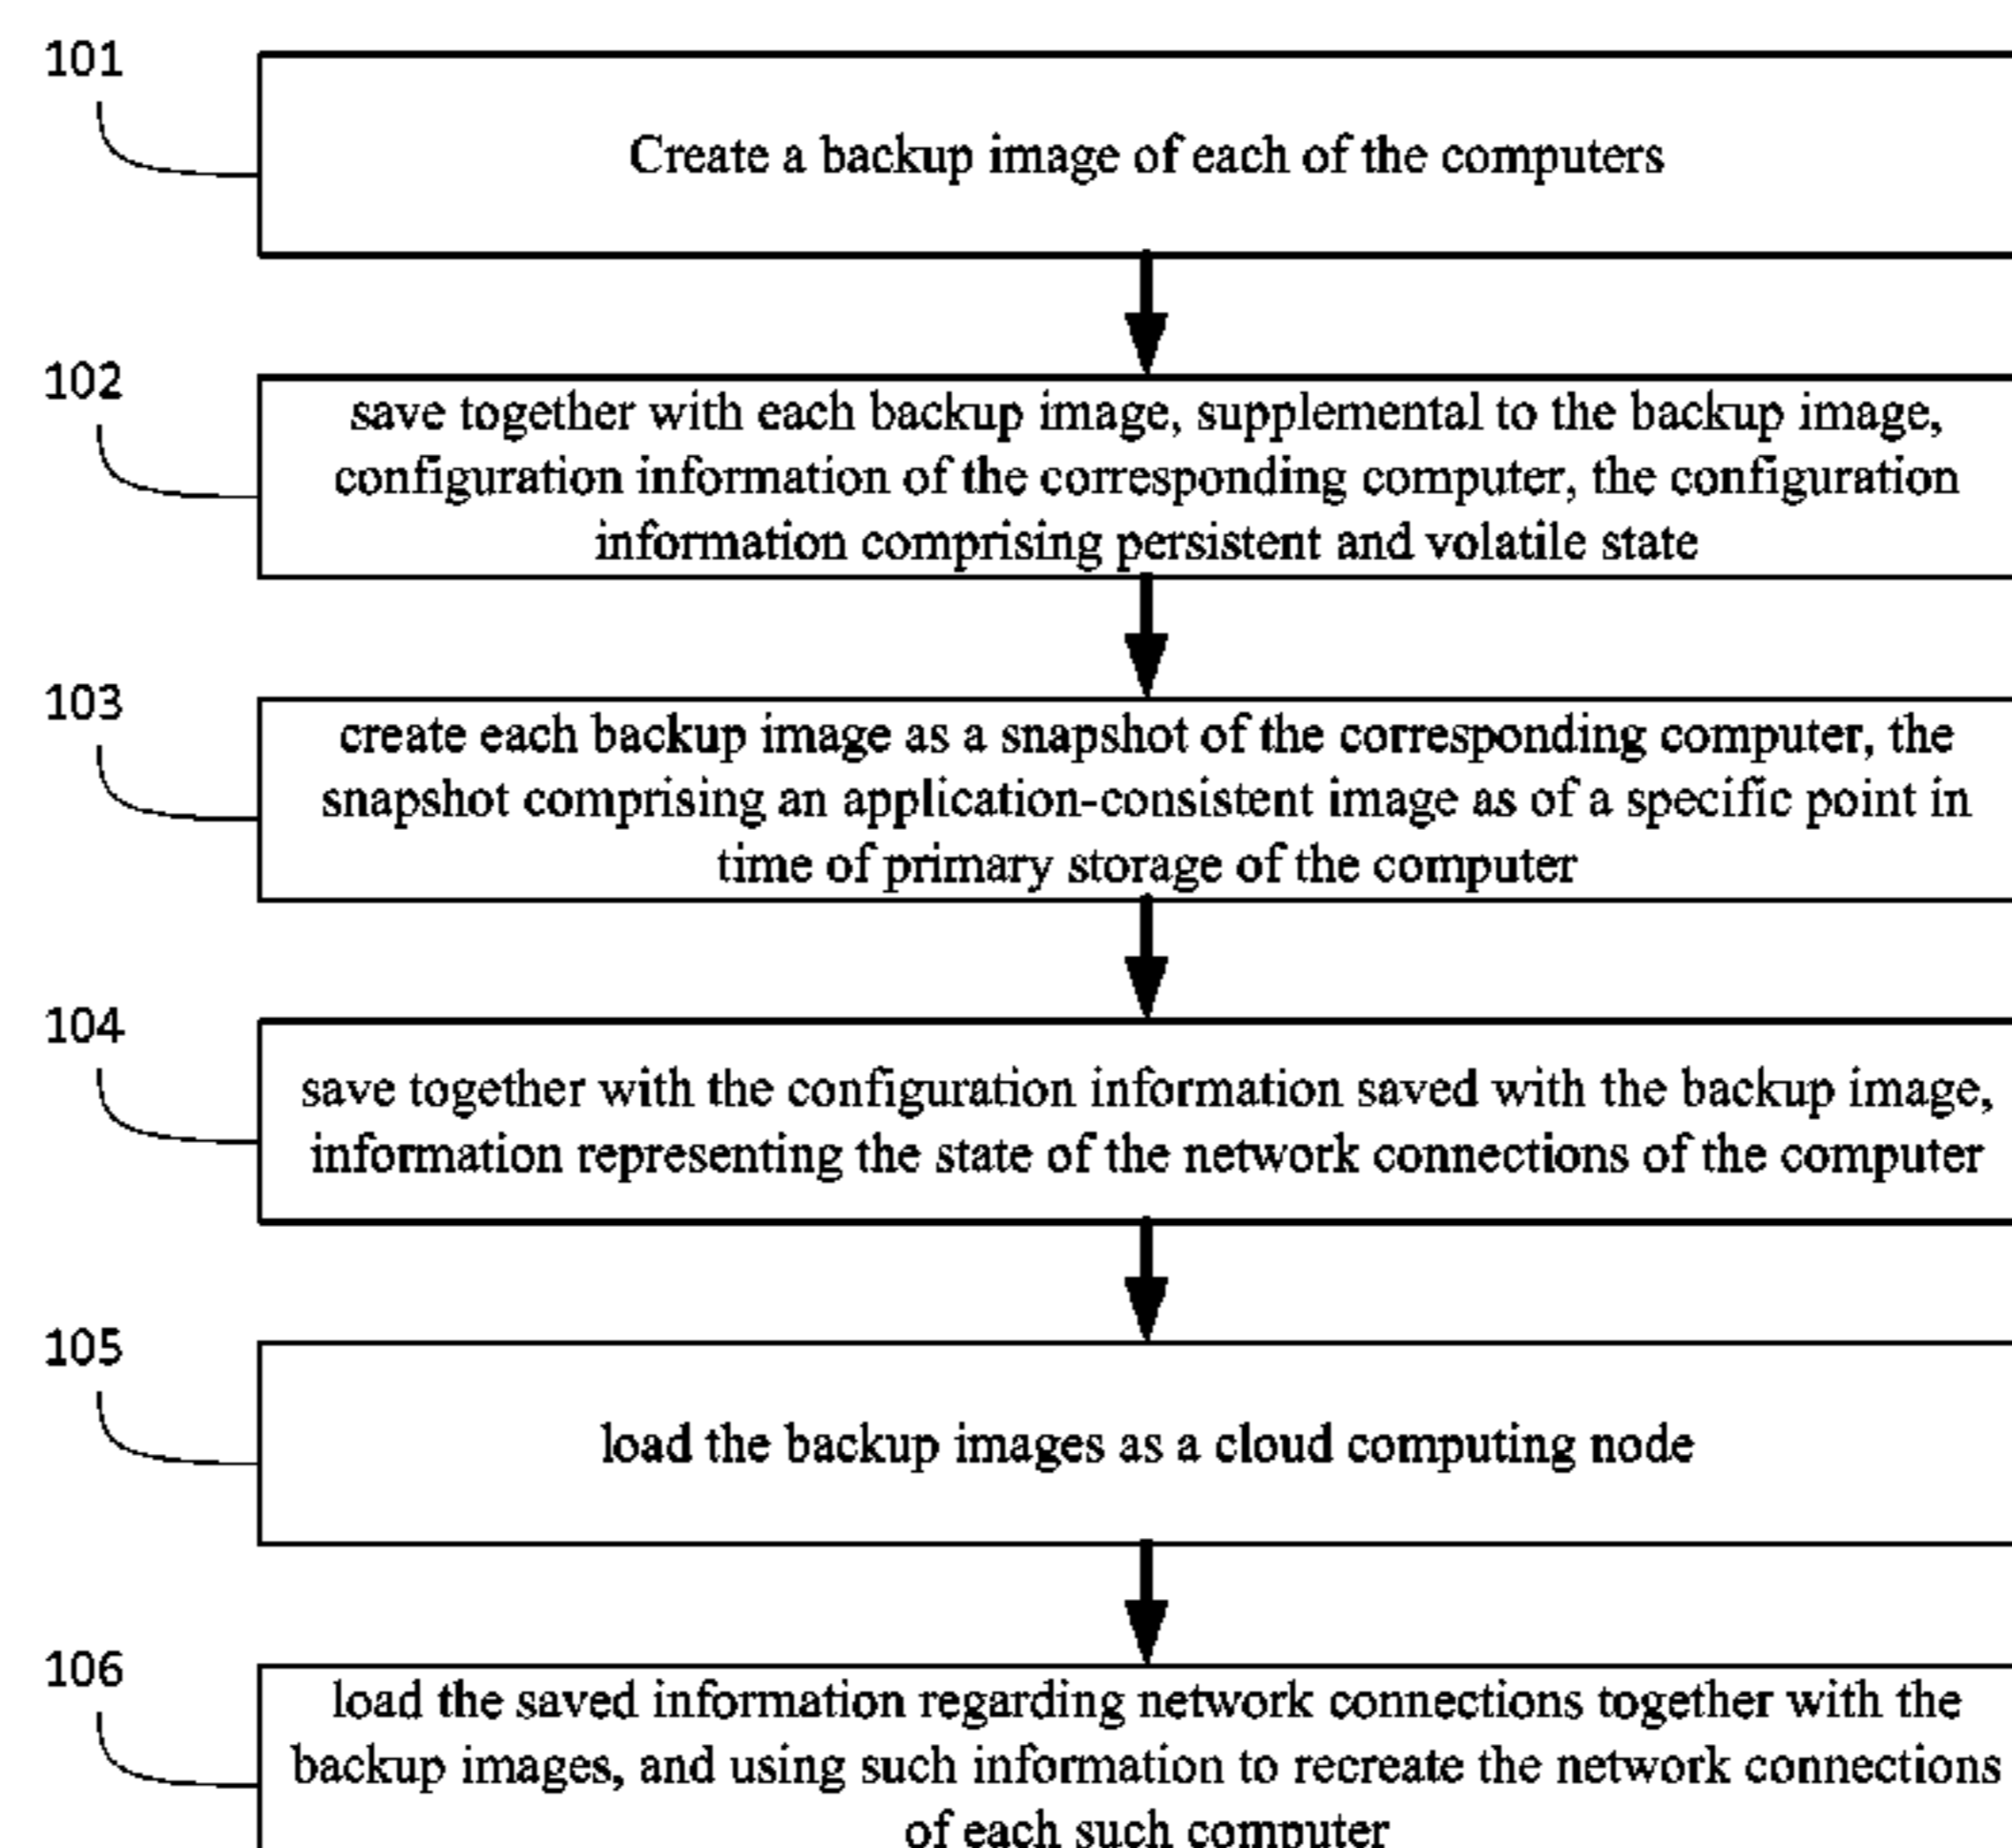 101
Create a backup image of each of the computers
102
save together with each backup image, supplemental to the backup image,
configuration information of the corresponding computer, the configuration
information comprising persistent and volatile state
103
create each backup image as a snapshot of the corresponding computer, the
snapshot comprising an application-consistent image as of a specific point in
time of primary storage of the computer
104
save together with the configuration information saved with the backup image,
information representing the state of the network connections of the computer
105
load the backup images as a cloud computing node
106
load the saved information regarding network connections together with the
backup images, and using such information to recreate the network connections
of each such computer